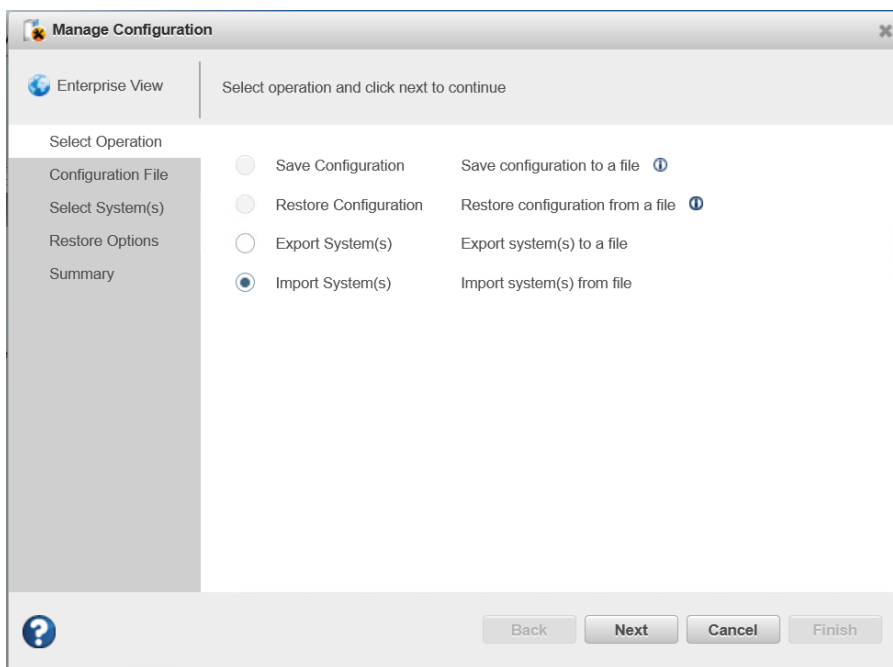 Manage Configuration
Enterprise View
Select operation and click next to continue
Select Operation
Configuration File
Select System(s)
Restore Options
Summary
Save Configuration Save configuration to a file
Restore Configuration Restore configuration from a file
Export System(s) Export system(s) to a file
Import System(s) Import system(s) from file
Back Next Cancel Finish